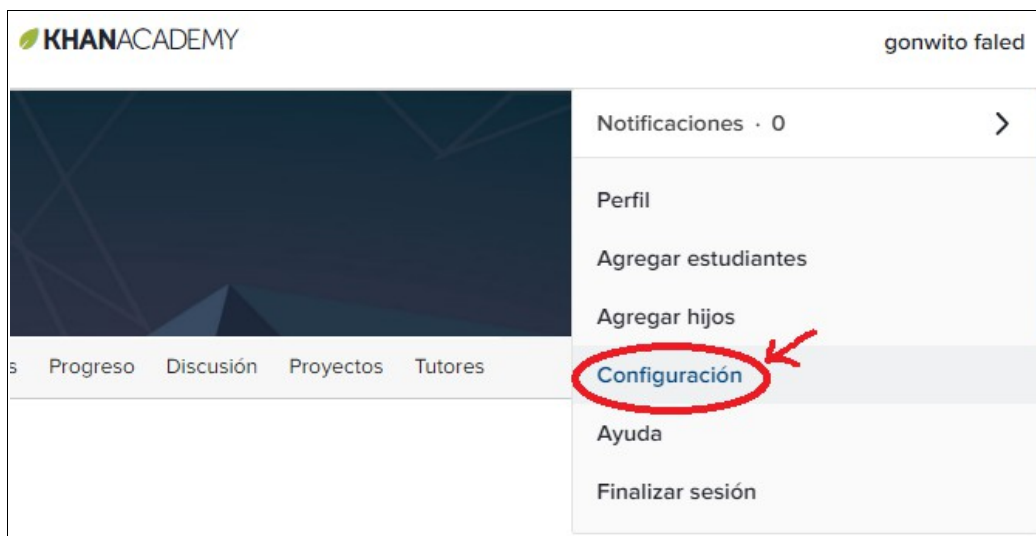 KHANACADEMY
gonwito faled
Notificaciones · 0
Perfil
Agregar estudiantes
Agregar hijos
s Progreso Discusión Proyectos Tutores
Configuración
Ayuda
Finalizar sesión